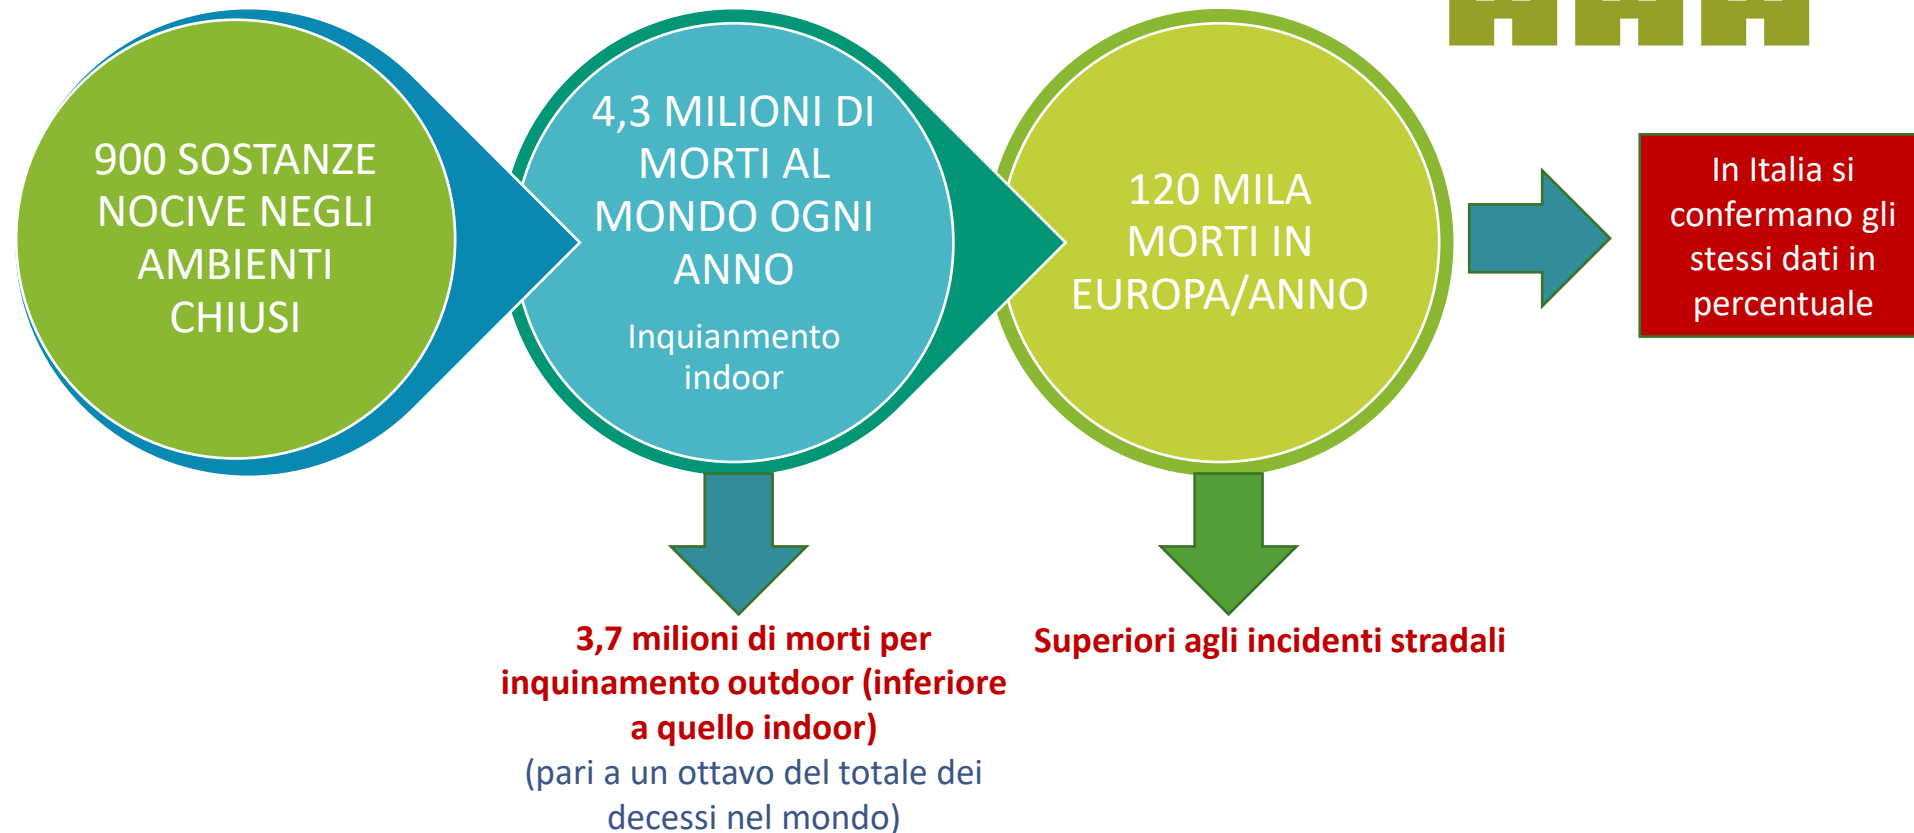 900 SOSTANZE
NOCIVE NEGLI
AMBIENTI
CHIUSI
4,3 MILIONI DI
MORTI AL
MONDO OGNI
ANNO
Inquianmento
indoor
120 MILA
MORTI IN
EUROPA/ANNO
In Italia si
confermano gli
stessi dati in
percentuale
3,7 milioni di morti per
inquinamento outdoor (inferiore
a quello indoor)
(pari a un ottavo del totale dei
decessi nel mondo)
Superiori agli incidenti stradali